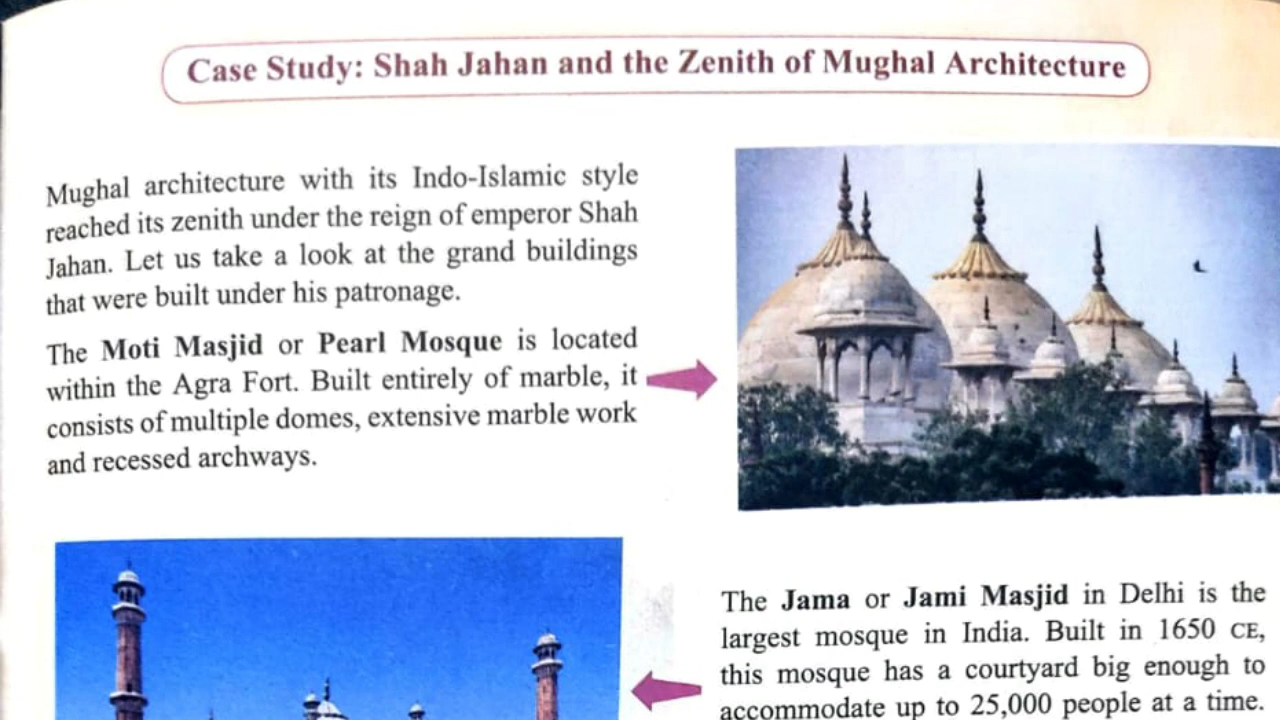 Case Study: Shah Jahan and the Zenith of Mughal Architecture
Mughal architecture with its Indo-Islamic style
reached its zenith under the reign of emperor Shah
Jahan. Let us take a look at the grand buildings
that were built under his patronage.
The Moti Masjid or Pearl Mosque is located
within the Agra Fort. Built entirely of marble, it
consists of multiple domes, extensive marble work
and recessed archways.
The Jama or Jami Masjid in Delhi is the
largest mosque in India. Built in 1650 CE,
this mosque has a courtyard big enough to
accommodate up to 25,000 people at a time.